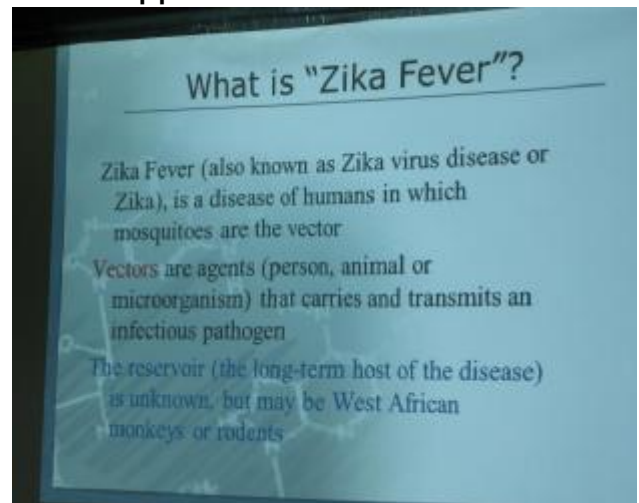 What is "Zika Fever"?
Zika Fever (also known as Zika virus disease or
Zika), is a disease of humans in which
mosquitoes are the vector
Vectors are agents (person, animal or
microorganism) that carries and transmits an
infectious pathogen
The reservoir (the long-term host of the disease)
is unknown, but may be West African
monkeys or rodents